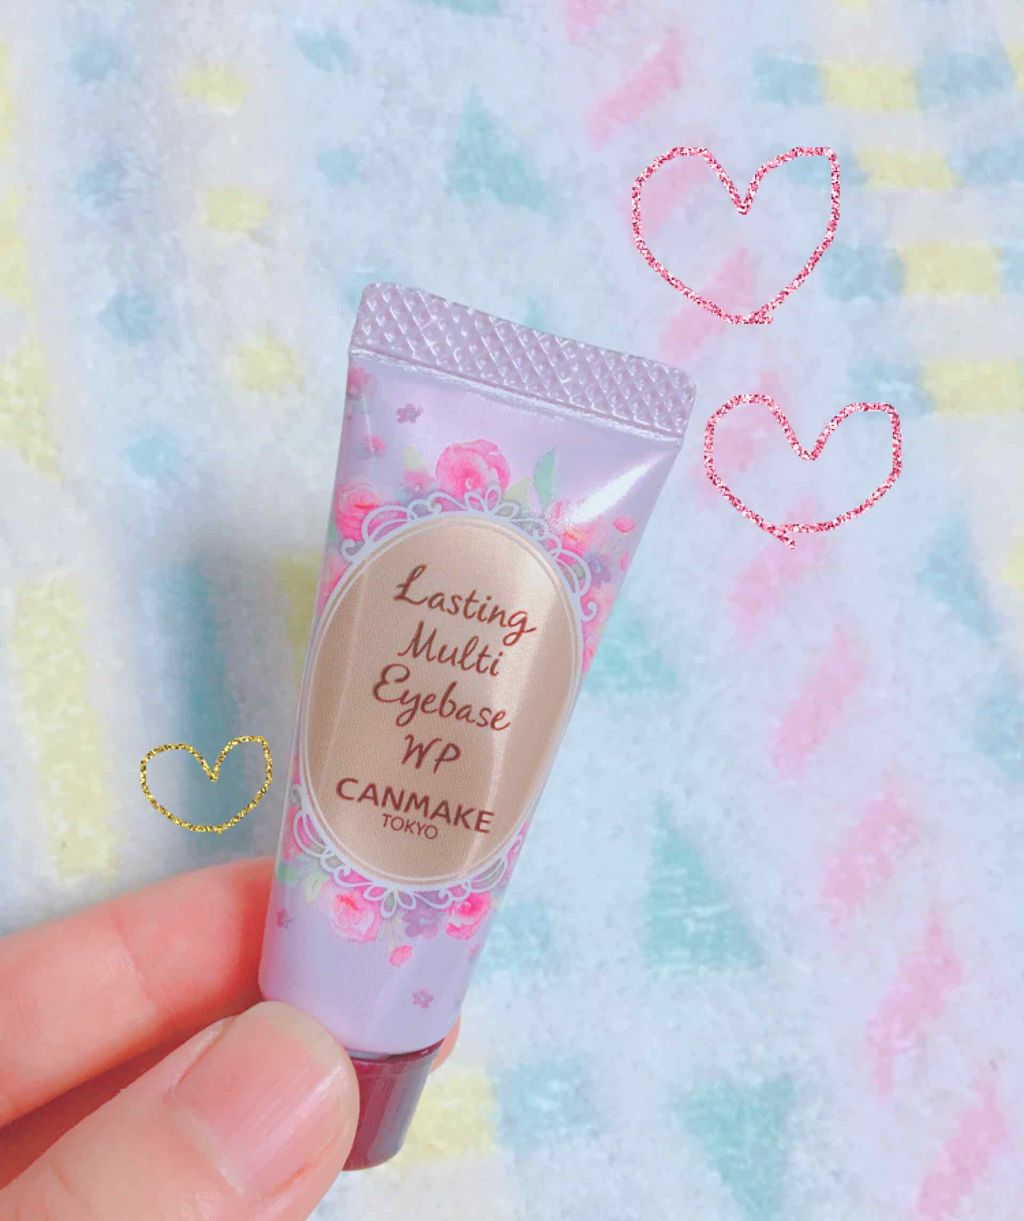 Lasting
Multi
Eyebase
WP
CANMAKE
TOKYO